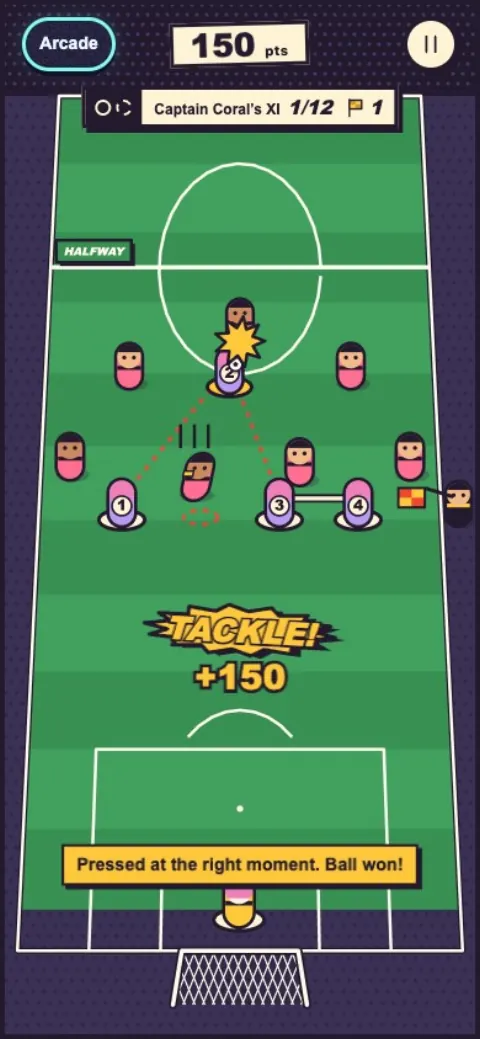 Arcade
150 pts
Captain Coral's XI 1/12 1
HALFWAY
2
1
3
4
TACKLE!
+150
Pressed at the right moment. Ball won!